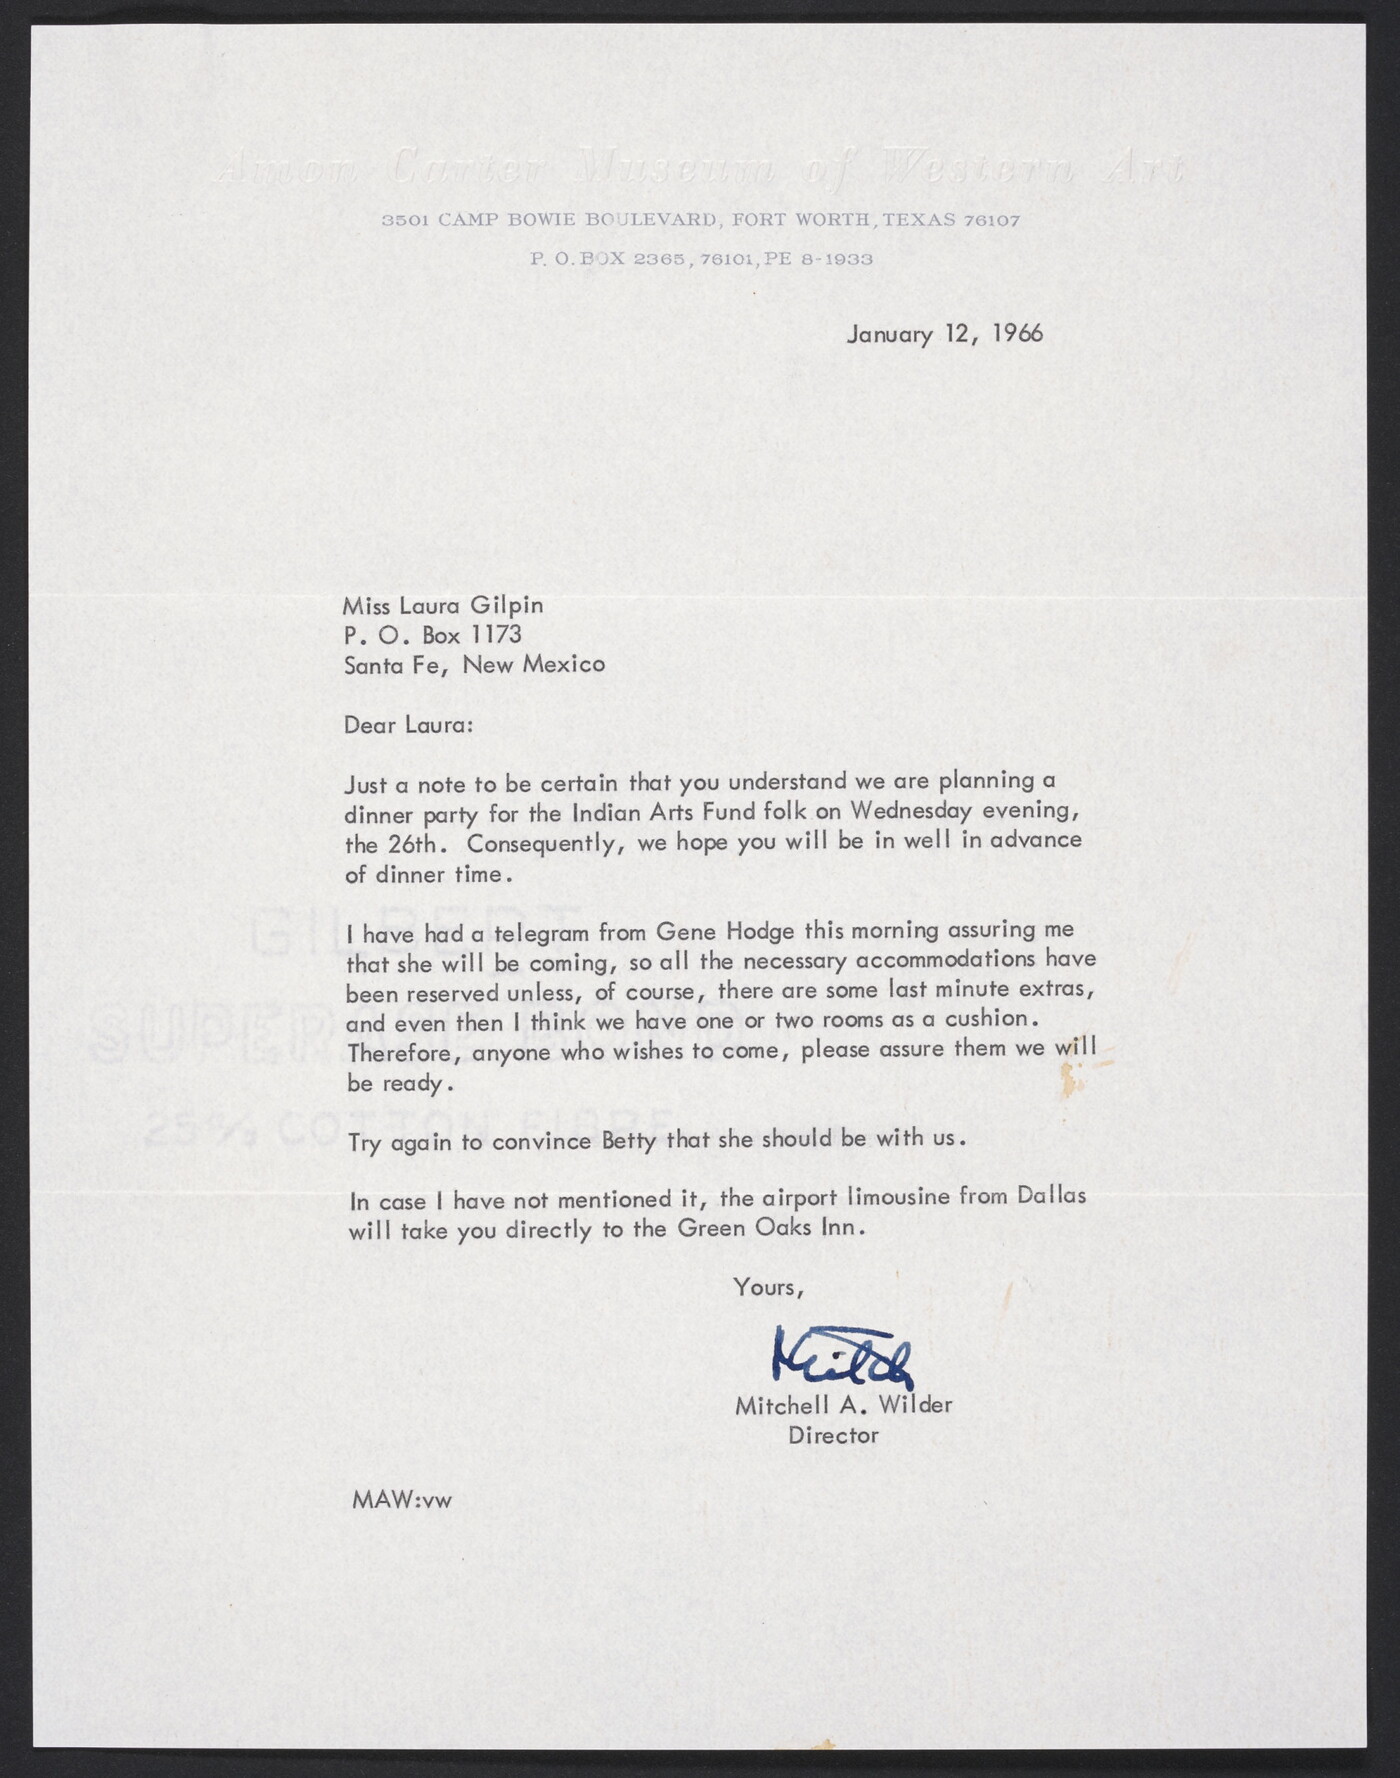 Amon Carter Museum of Western Art
3501 CAMP BOWIE BOULEVARD, FORT WORTH, TEXAS 76107
P. O. BOX 2365, 76101, PE 8-1933
January 12, 1966
Miss Laura Gilpin
P. O. Box 1173
Santa Fe, New Mexico
Dear Laura:
Just a note to be certain that you understand we are planning a
dinner party for the Indian Arts Fund folk on Wednesday evening,
the 26th. Consequently, we hope you will be in well in advance
of dinner time.
I have had a telegram from Gene Hodge this morning assuring me
that she will be coming, so all the necessary accommodations have
been reserved unless, of course, there are some last minute extras,
and even then I think we have one or two rooms as a cushion.
Therefore, anyone who wishes to come, please assure them we will
be ready.
Try again to convince Betty that she should be with us.
In case I have not mentioned it, the airport limousine from Dallas
will take you directly to the Green Oaks Inn.
Yours,
Mitch
Mitchell A. Wilder
Director
MAW:vw
GILBERT
25% COTTON